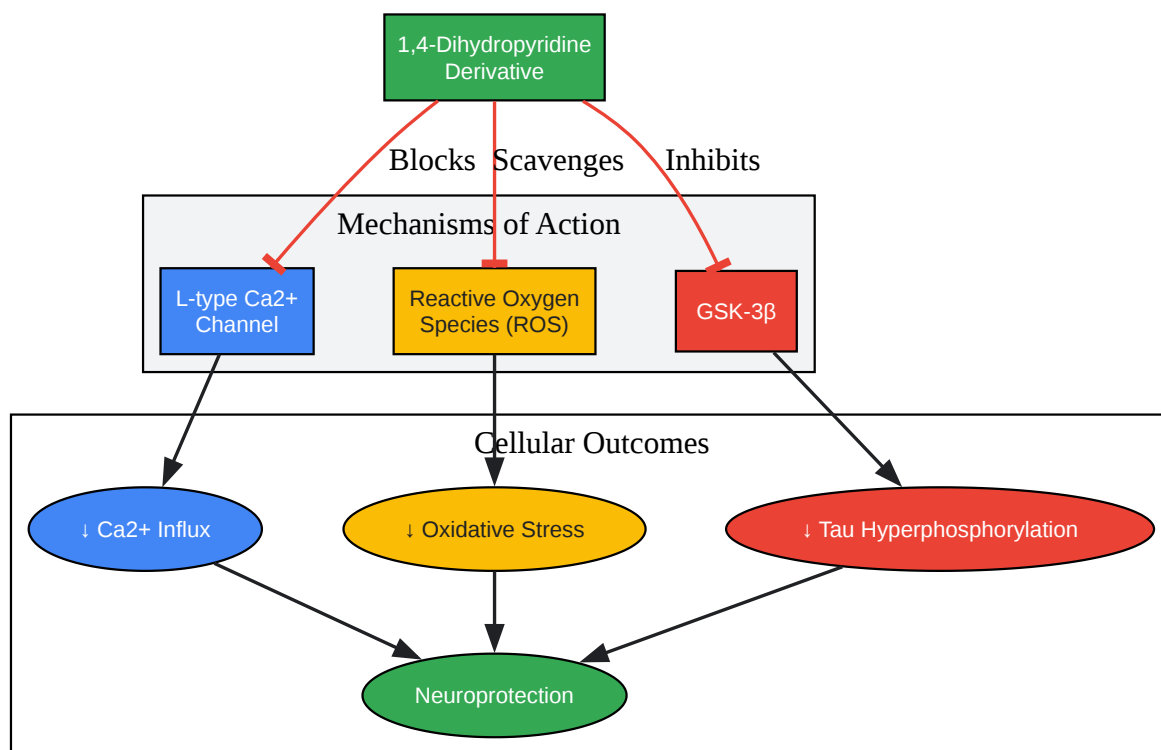 1,4-Dihydropyridine
Derivative
Blocks
Scavenges
Inhibits
Mechanisms of Action
L-type Ca2+
Channel
Reactive Oxygen
Species (ROS)
GSK-3β
Cellular Outcomes
↓ Ca2+ Influx
↓ Oxidative Stress
↓ Tau Hyperphosphorylation
Neuroprotection